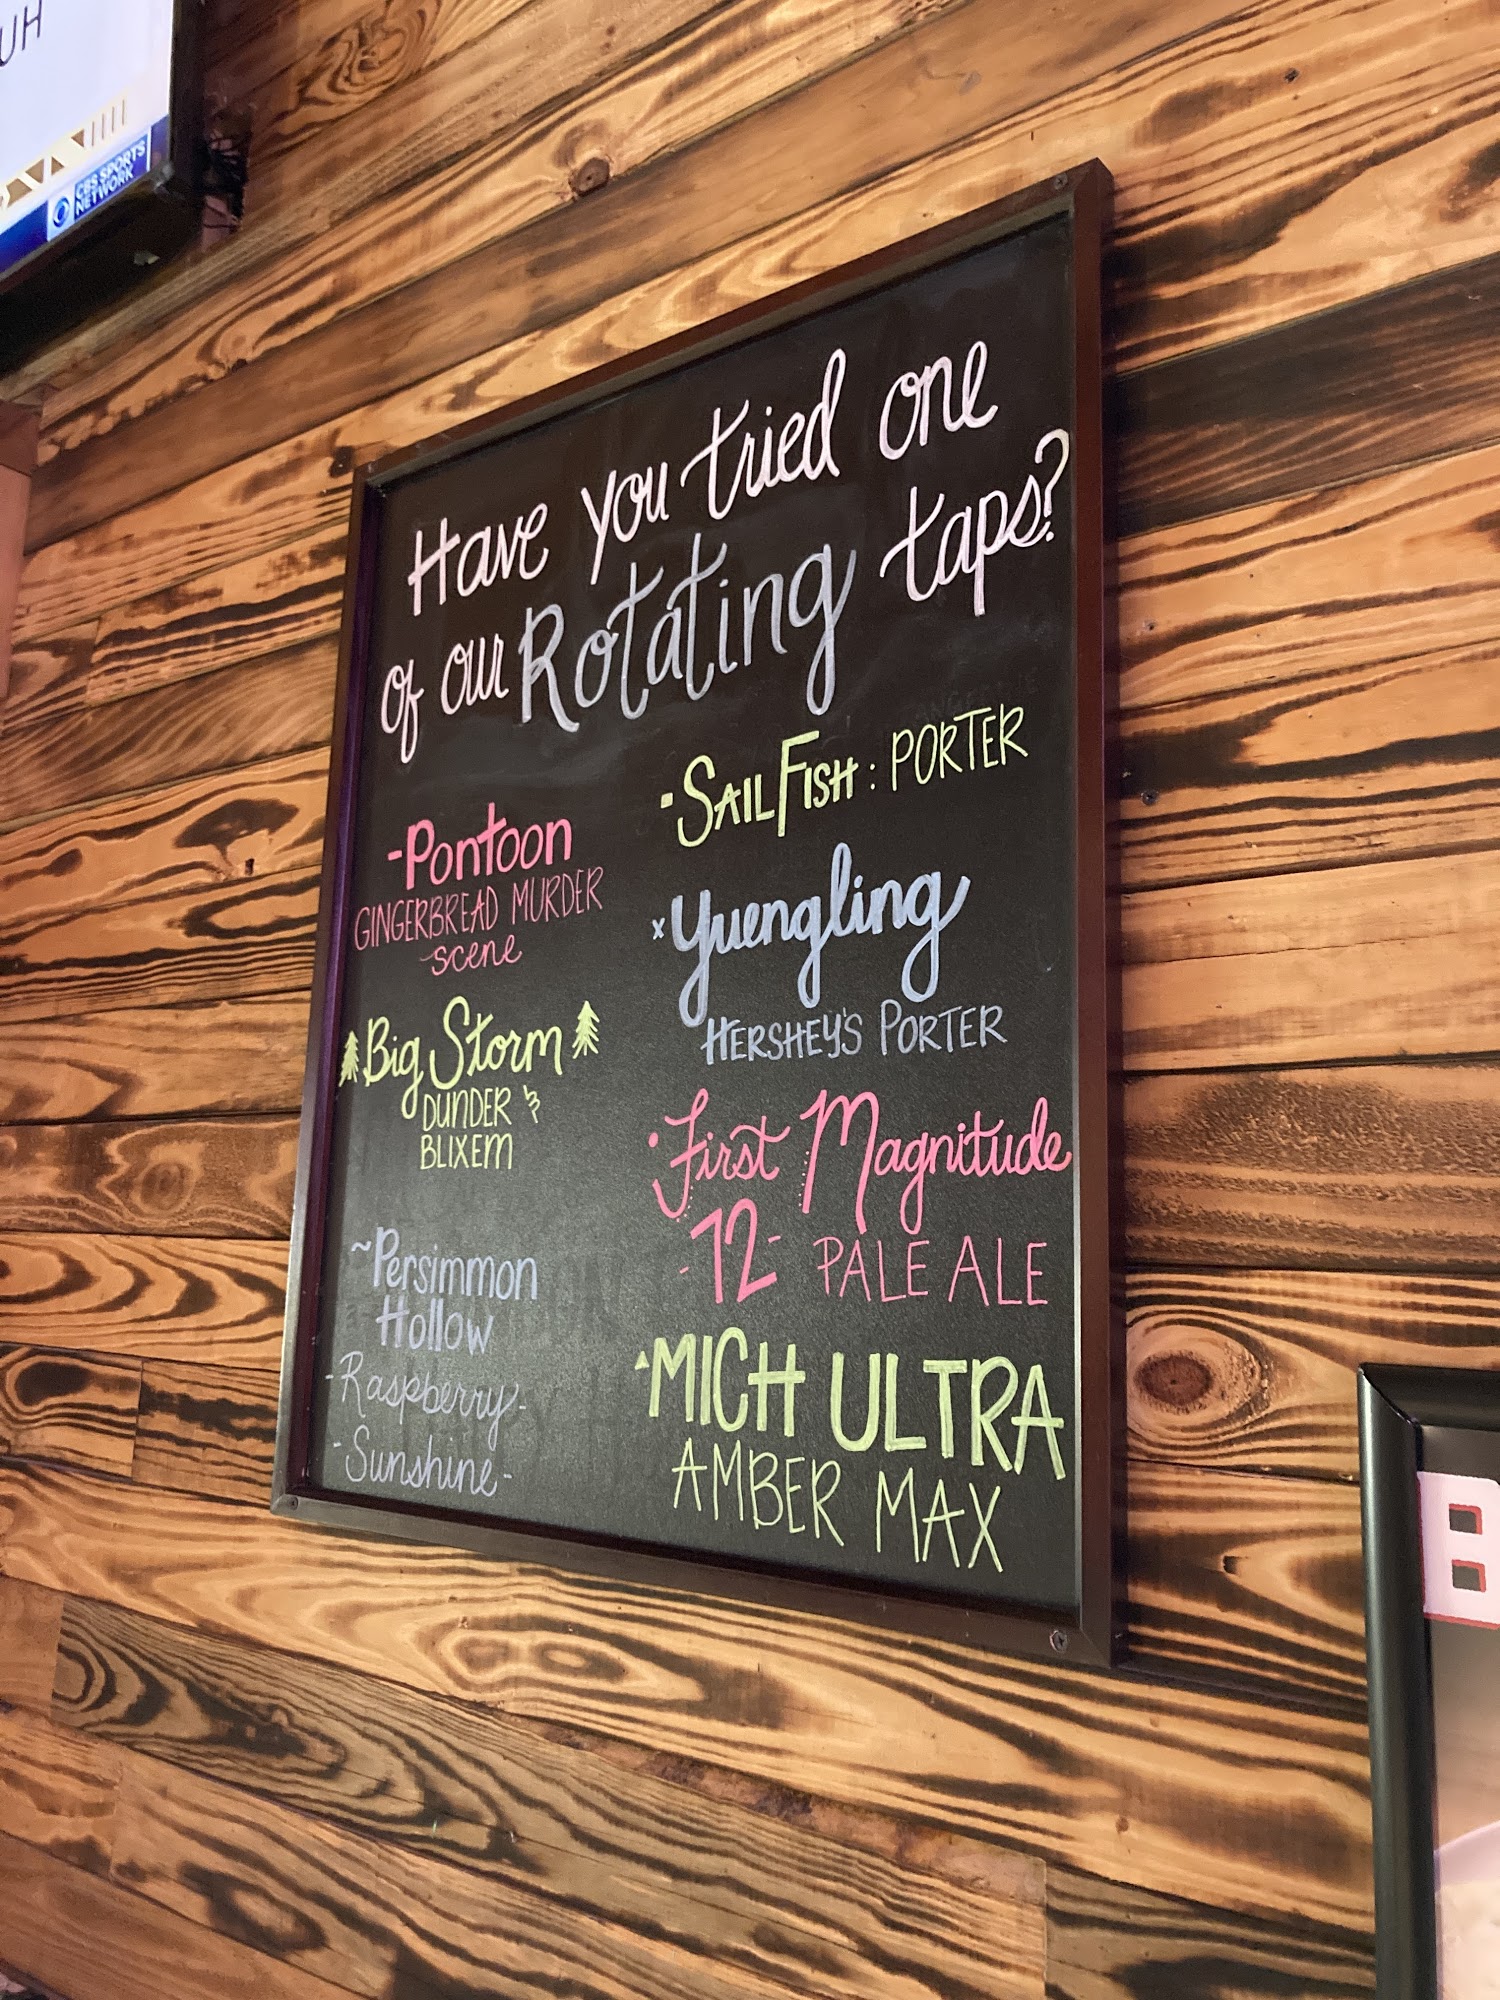 UH
CBS SPORTS
NETWORK
Have you tried one
of our Rotating taps?
-Pontoon
GINGERBREAD MURDER
scene
Big Storm
DUNDER &
BLIXEM
~Persimmon
Hollow
-Raspberry-
-Sunshine-
·SAILFISH: PORTER
×Yuengling
HERSHEY'S PORTER
·First Magnitude
-72- PALE ALE
MICH ULTRA
AMBER MAX
B